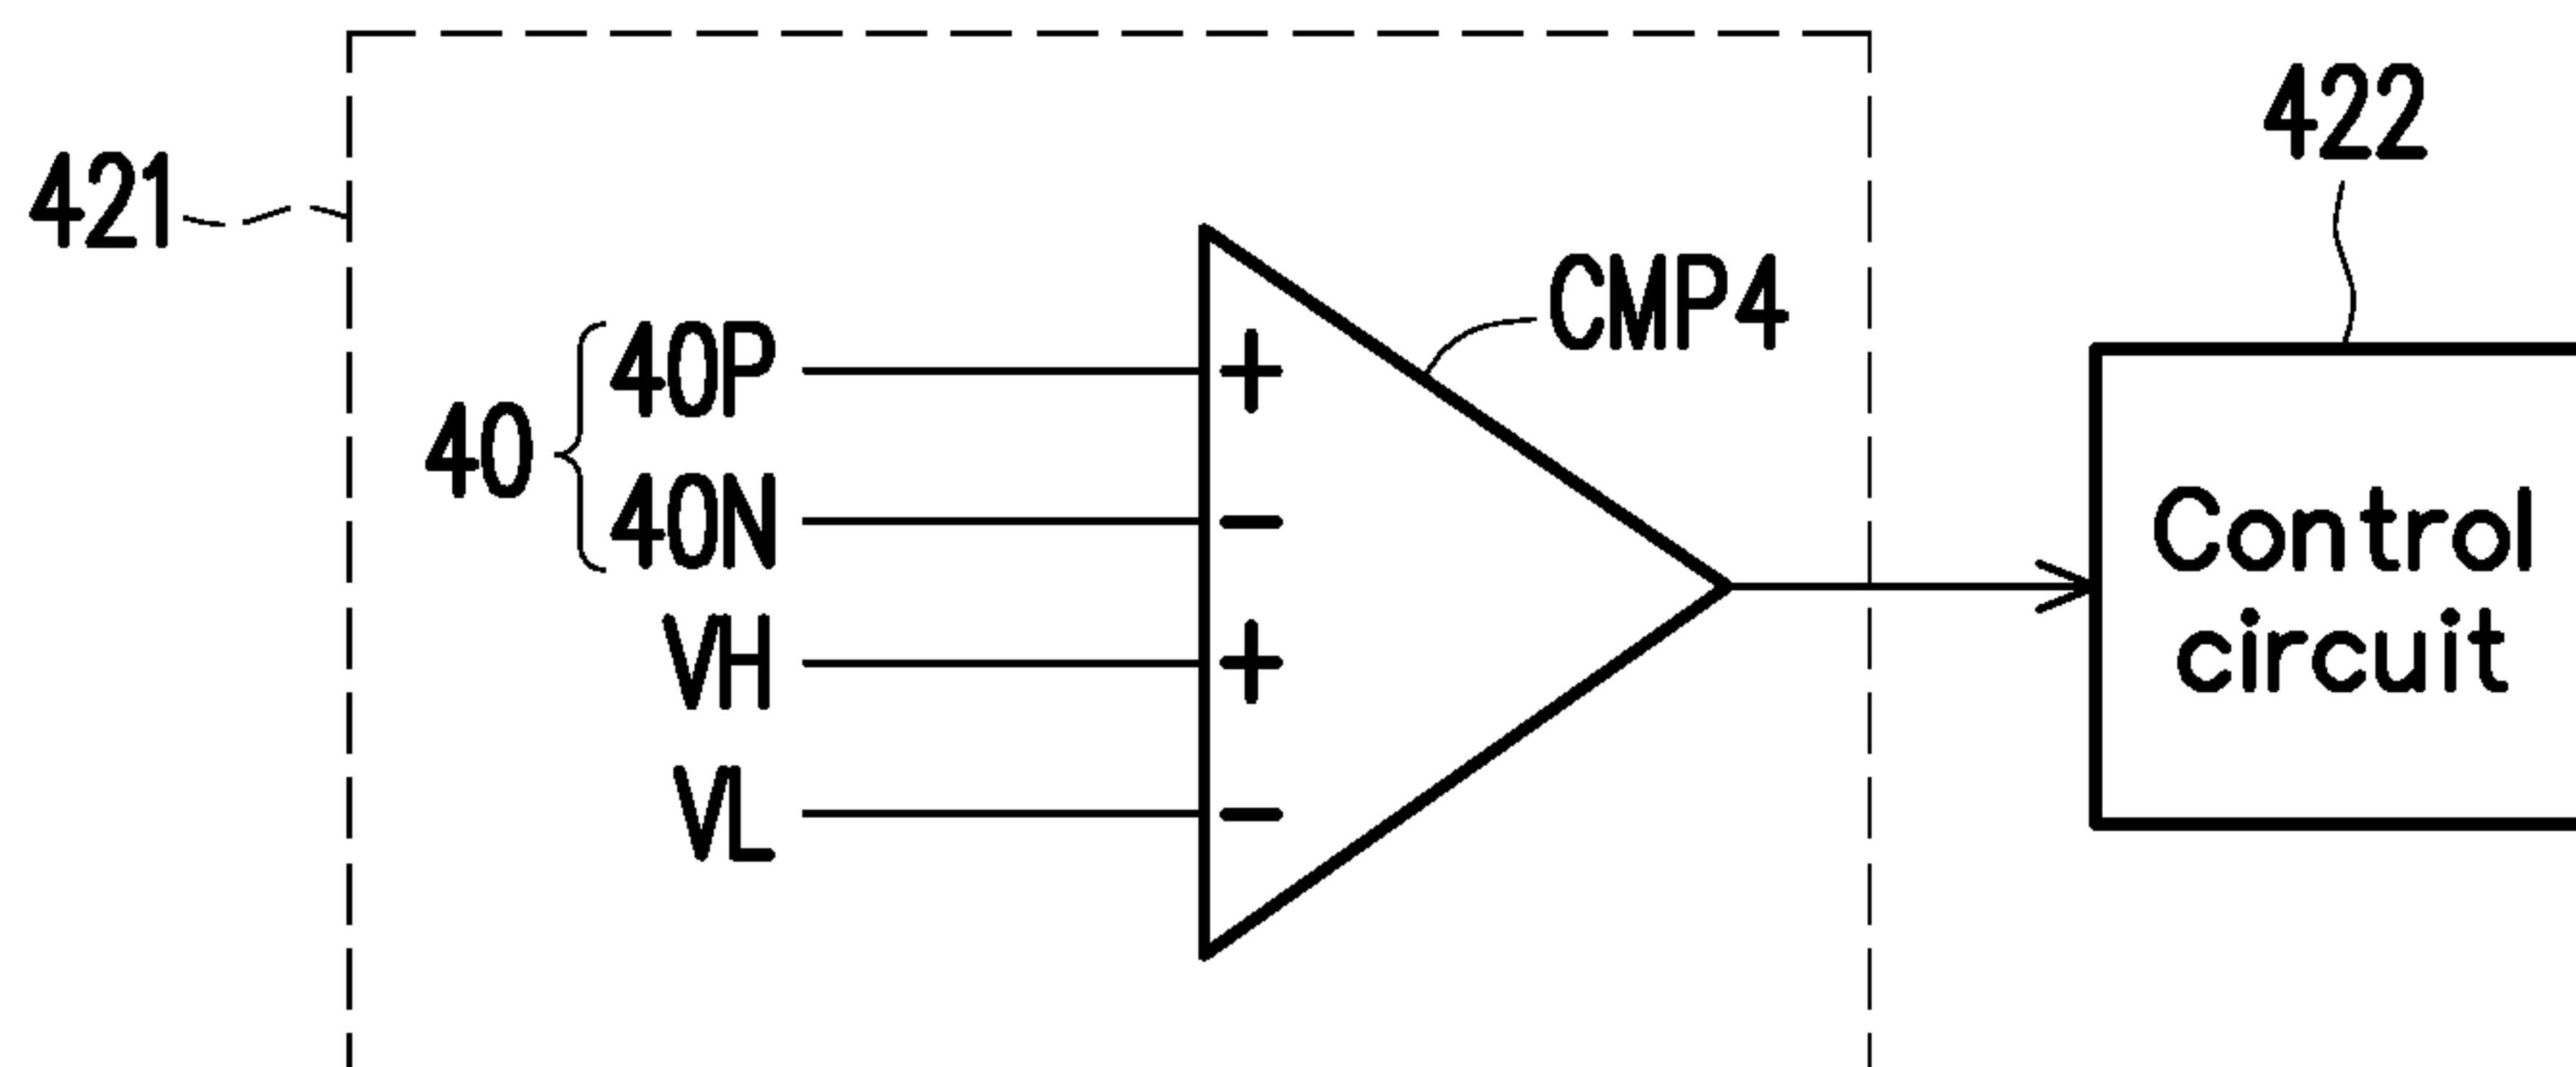 421
422
CMP4
40
40P
40N
VH
VL
+
−
+
−
Control
circuit